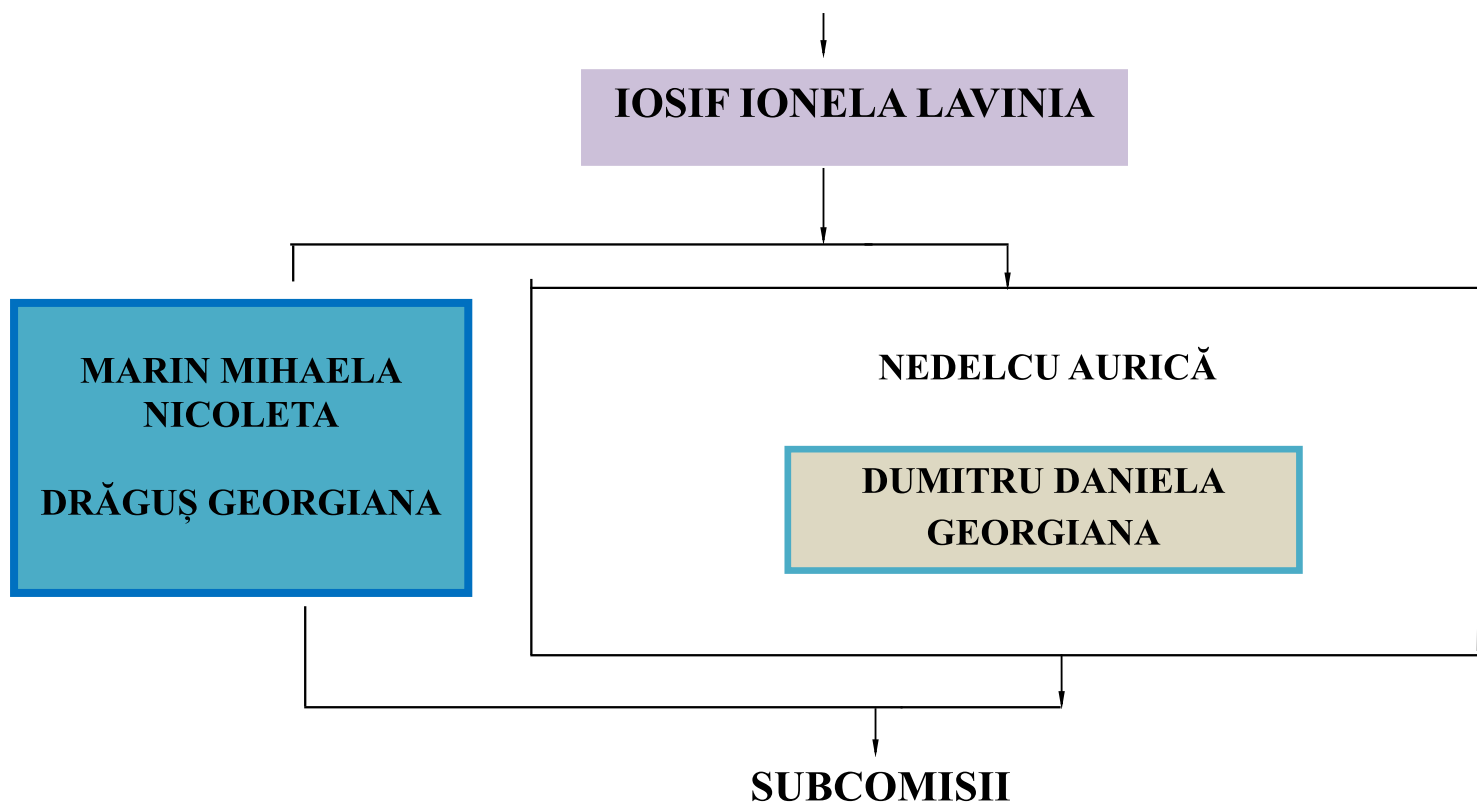 IOSIF IONELA LAVINIA
MARIN MIHAELA
NICOLETA
DRĂGUȘ GEORGIANA
NEDELCU AURICĂ
DUMITRU DANIELA
GEORGIANA
SUBCOMISII